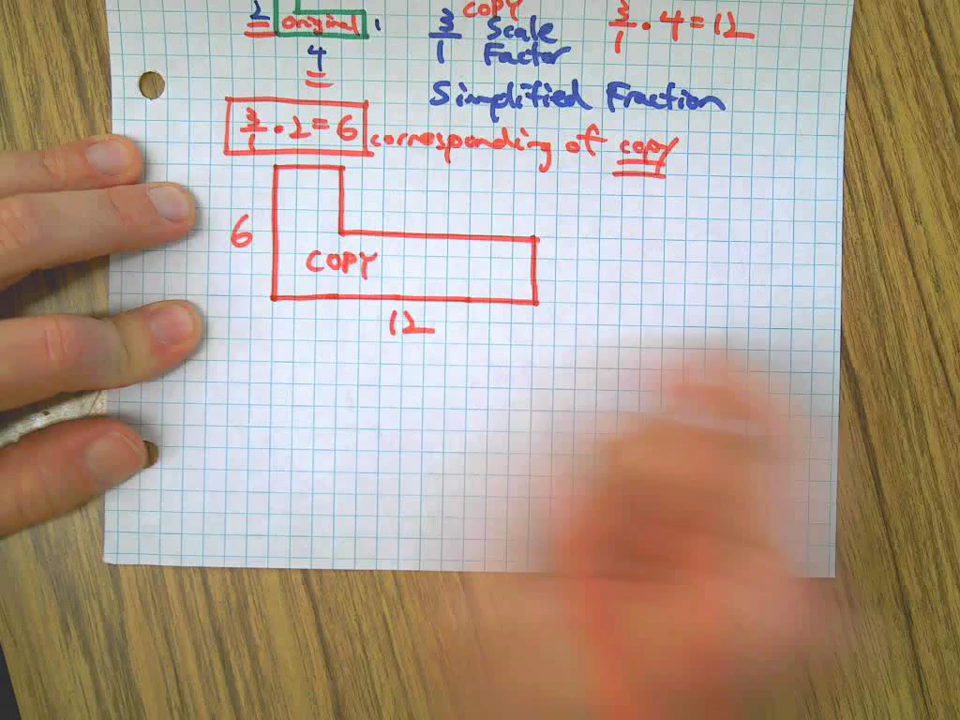 COPY
2 original 1
3/1 Scale
3/1 · 4 = 12
4
Factor
Simplified Fraction
3/1 · 2 = 6 corresponding of copy
6
COPY
12